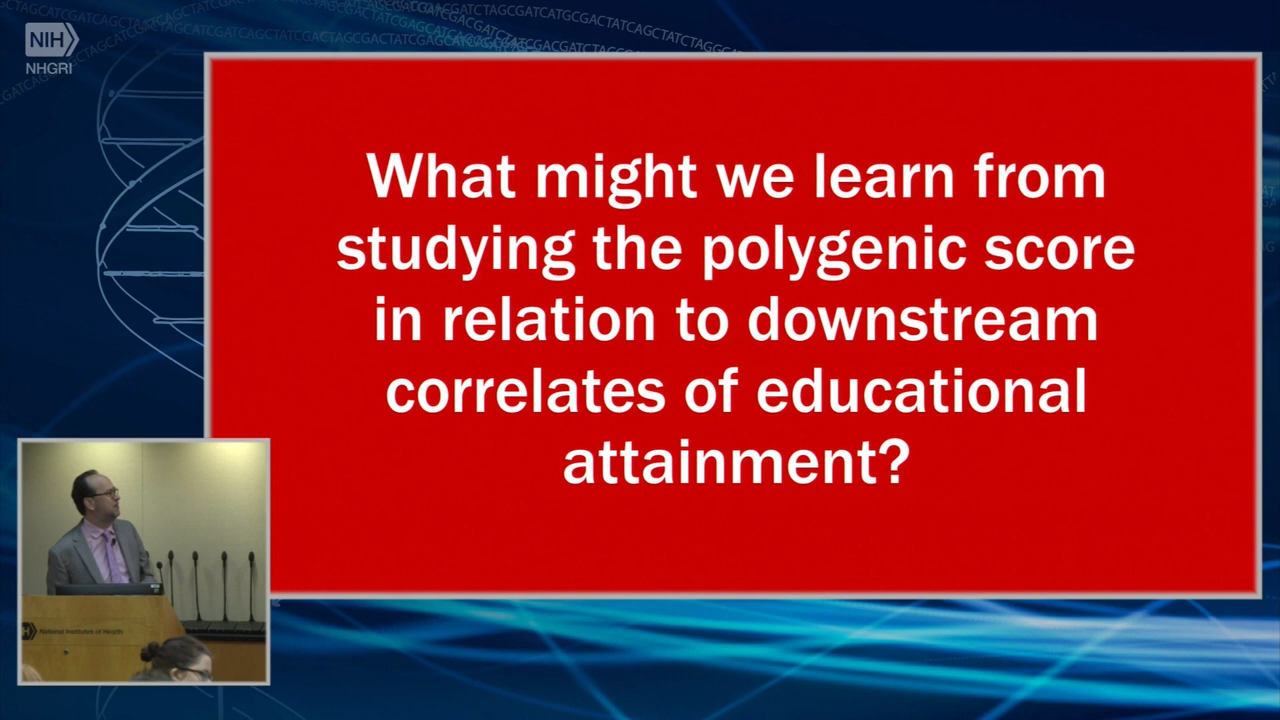 NIH
NHGRI
What might we learn from
studying the polygenic score
in relation to downstream
correlates of educational
attainment?
National Institutes of Health